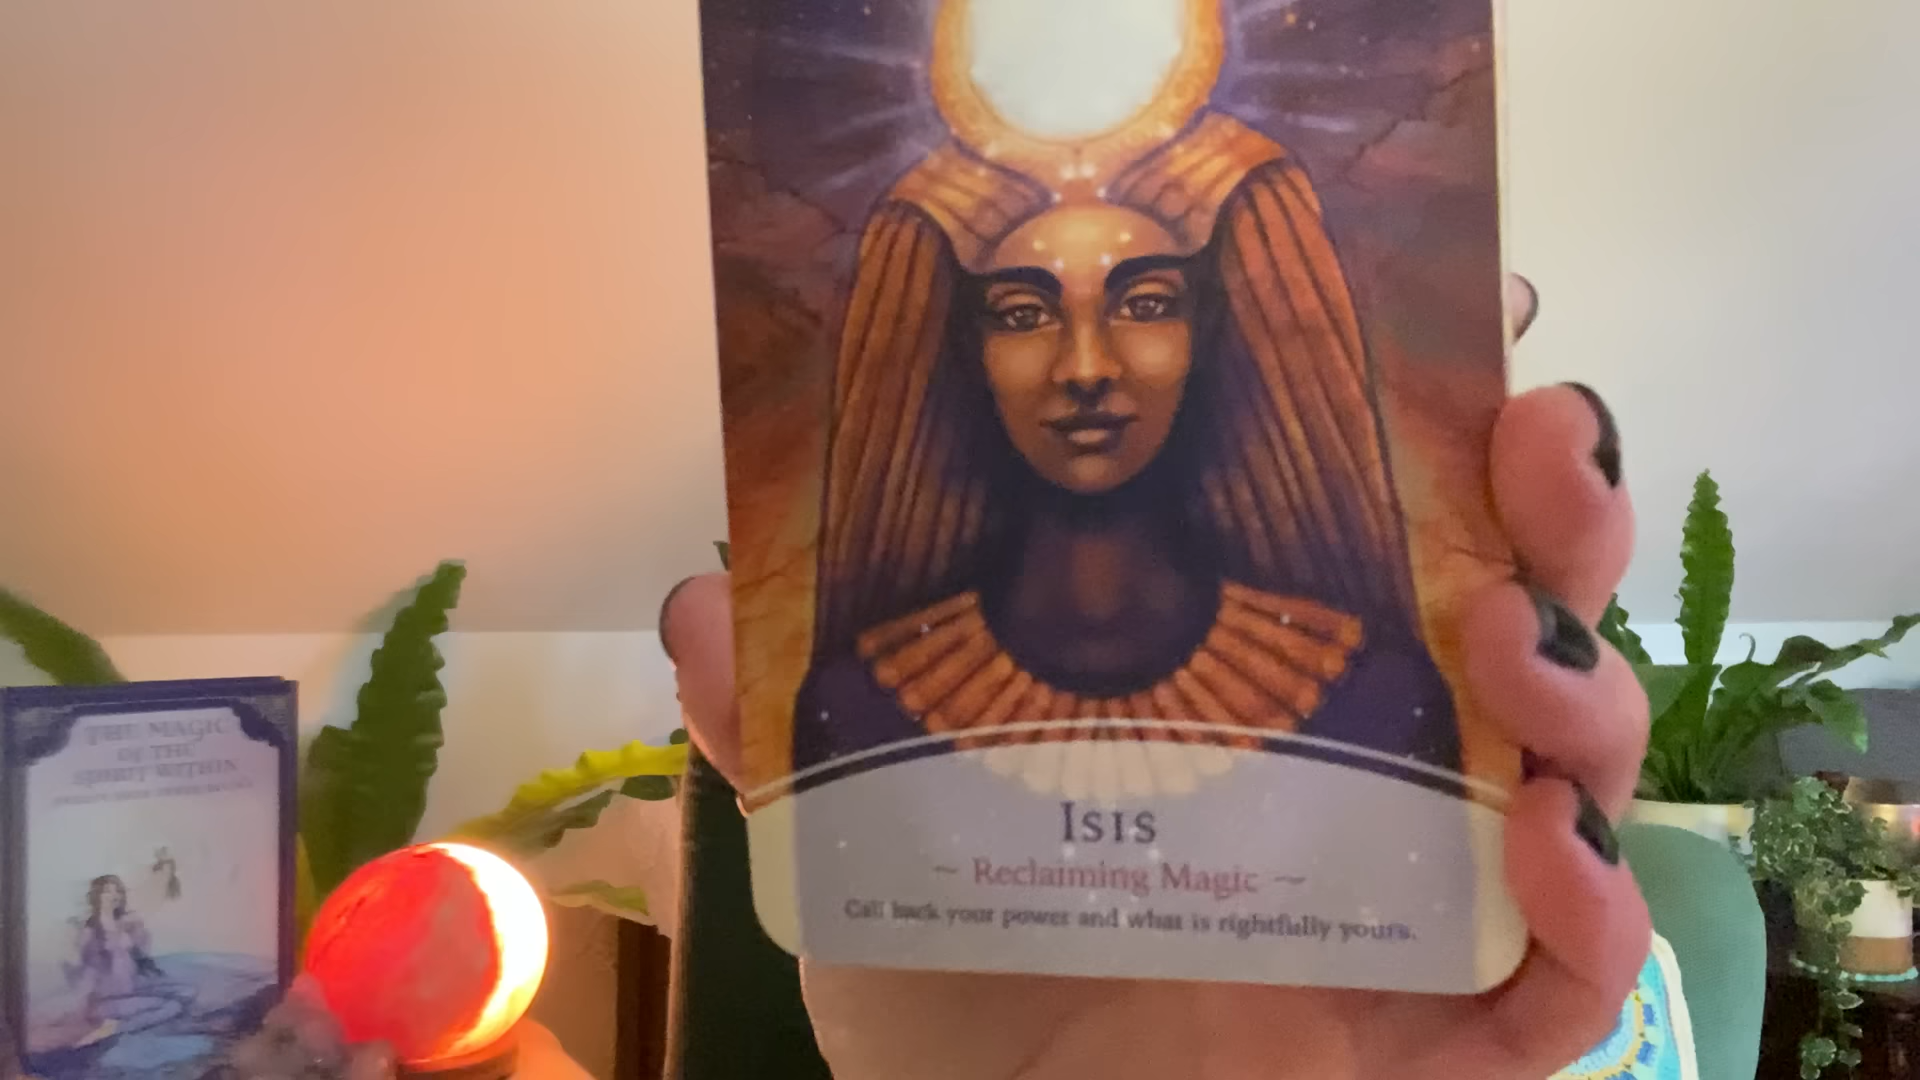 Isis
~ Reclaiming Magic ~
Call back your power and what is rightfully yours.
THE MAGIC
OF THE
SPIRIT WITHIN